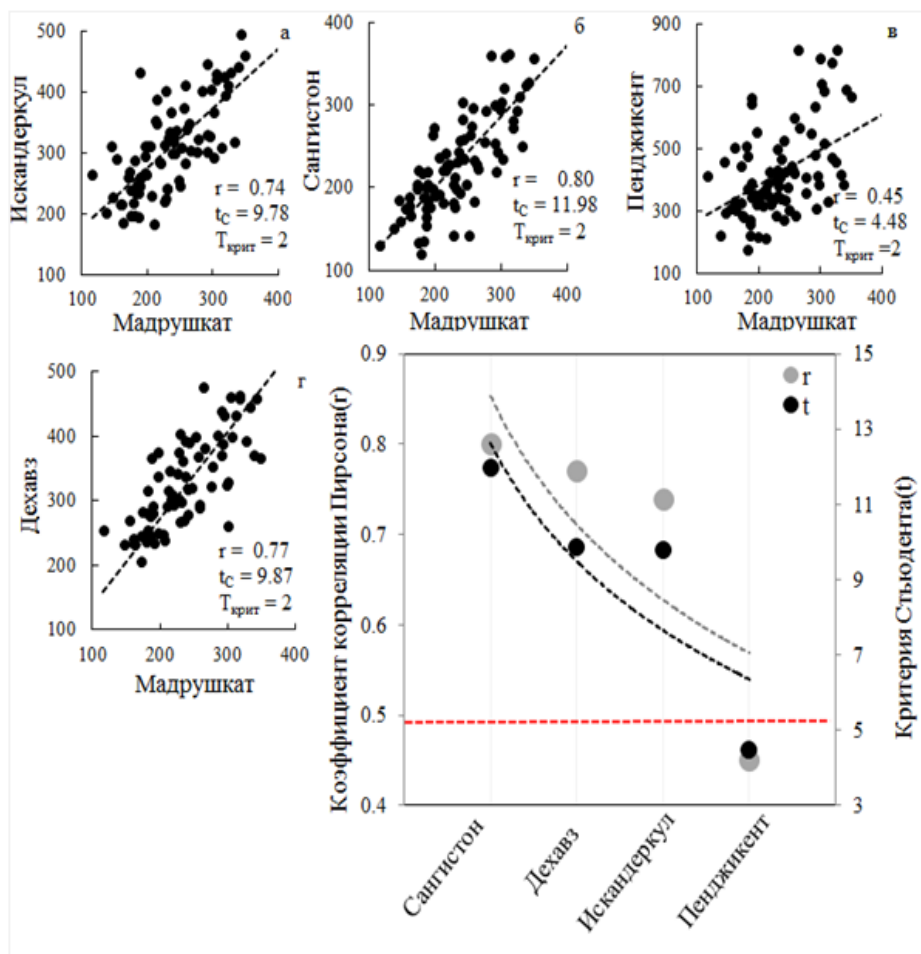 а
500
400
300
200
100
100 200 300 400
Искандеркул
Мадрушкат
r = 0.74
tC = 9.78
Tкрит = 2
б
400
300
200
100
100 200 300 400
Сангистон
Мадрушкат
r = 0.80
tC = 11.98
Tкрит = 2
в
900
700
500
300
100
100 200 300 400
Пенджикент
Мадрушкат
r = 0.45
tC = 4.48
Tкрит =2
г
500
400
300
200
100
100 200 300 400
Дехавз
Мадрушкат
r = 0.77
tC = 9.87
Tкрит = 2
Коэффициент корреляции Пирсона(r)
0.9
0.8
0.7
0.6
0.5
0.4
r
t
15
13
11
9
7
5
3
Критерия Стьюдента(t)
Сангистон
Дехавз
Искандеркул
Пенджикент